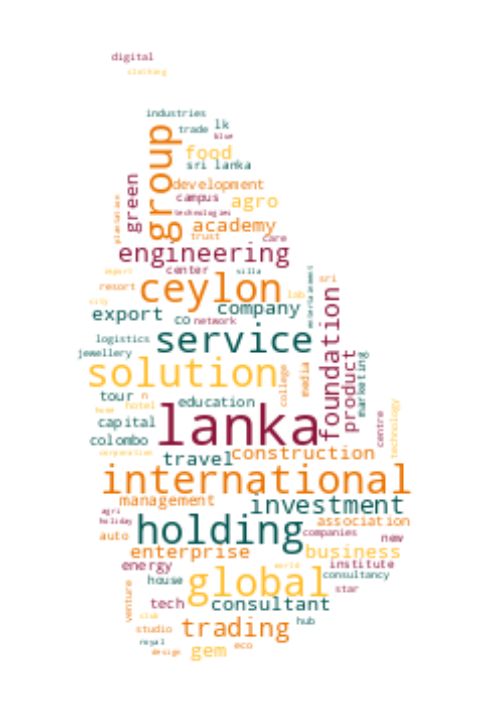 digital
clothing
industries
group
trade
lk
blue
food
sri lanka
green
development
plantation
campus
agro
technologies
academy
trust
care
engineering
import
center
villa
entertainment
resort
ceylon
lab
sri
city
export
company
co
network
foundation
logistics
service
jewellery
solution
college
media
product
marketing
tour
n
education
home
hotel
capital
lanka
centre
technology
colombo
corporation
travel
construction
international
management
investment
agri
holiday
holding
association
auto
companies
new
enterprise
business
energy
world
institute
house
global
consultancy
venture
star
tech
consultant
club
studio
trading
hub
royal
design
gem
eco